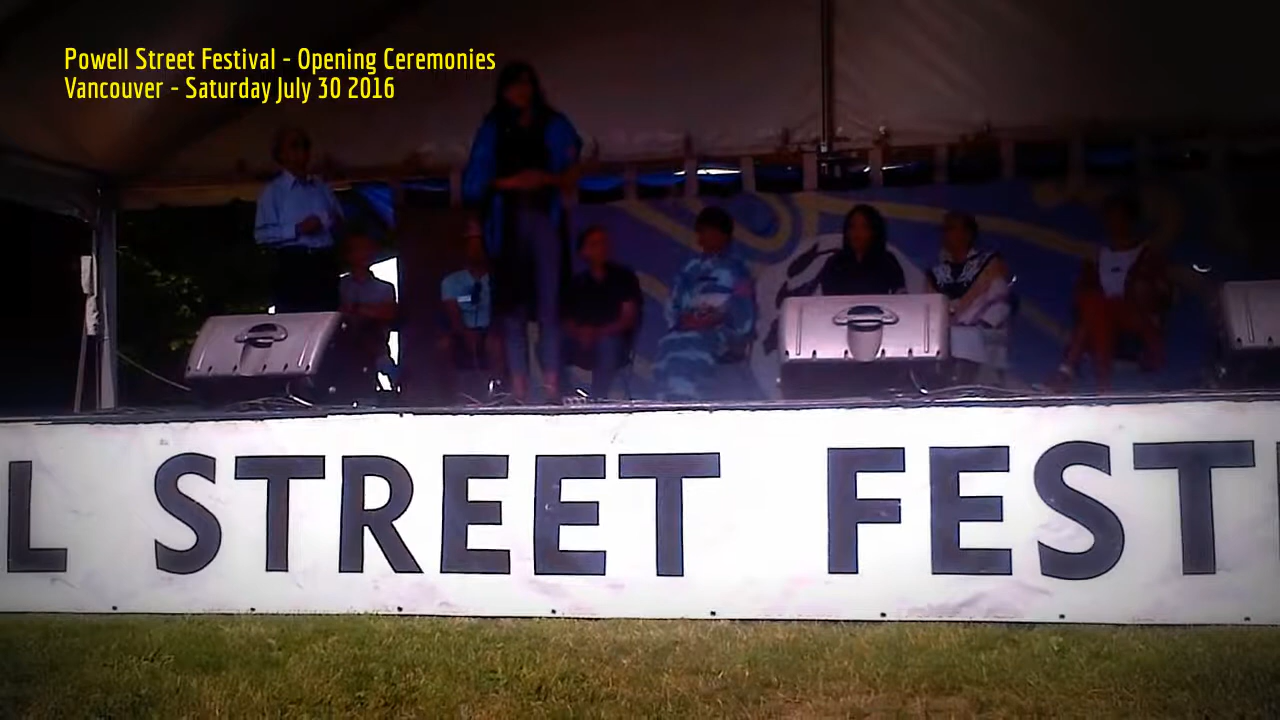 Powell Street Festival - Opening Ceremonies
Vancouver - Saturday July 30 2016
L STREET FEST